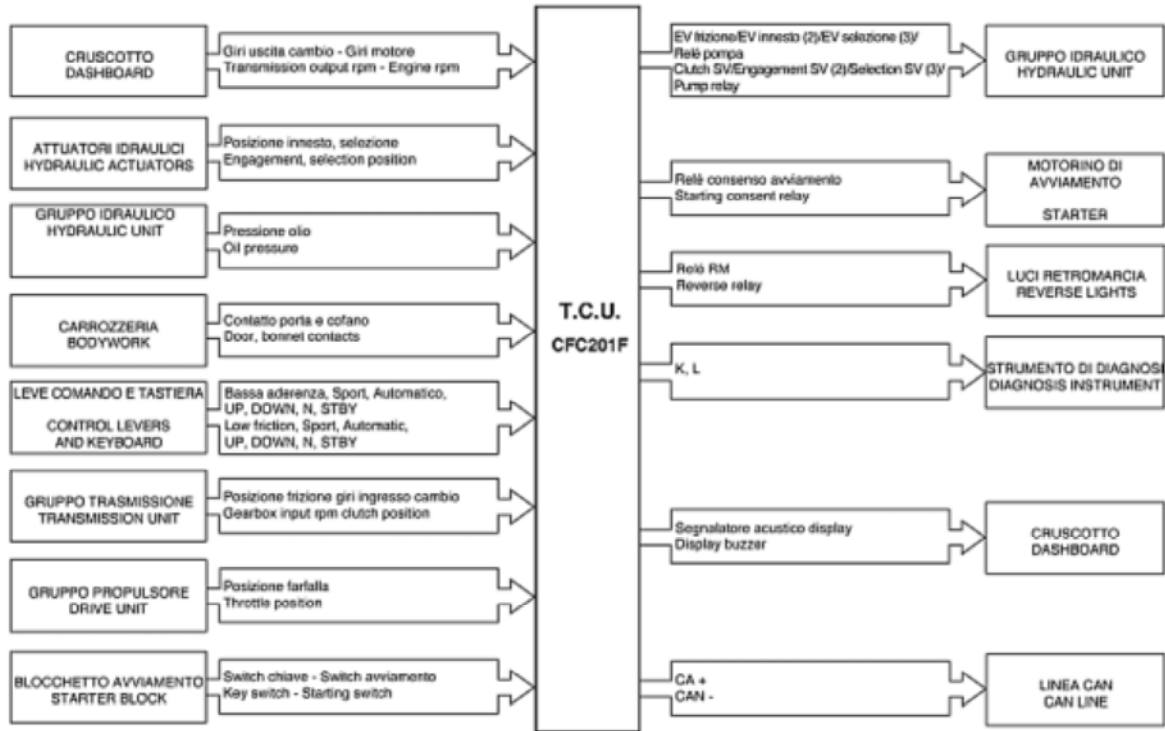 CRUSCOTTO
DASHBOARD
Giri uscita cambio - Giri motore
Transmission output rpm - Engine rpm
ATTUATORI IDRAULICI
HYDRAULIC ACTUATORS
Posizione innesto, selezione
Engagement, selection position
GRUPPO IDRAULICO
HYDRAULIC UNIT
Pressione olio
Oil pressure
CARROZZERIA
BODYWORK
Contatto porta e cofano
Door, bonnet contacts
LEVE COMANDO E TASTIERA
CONTROL LEVERS
AND KEYBOARD
Bassa aderenza, Sport, Automatico,
UP, DOWN, N, STBY
Low friction, Sport, Automatic,
UP, DOWN, N, STBY
GRUPPO TRASMISSIONE
TRANSMISSION UNIT
Posizione frizione giri ingresso cambio
Gearbox input rpm clutch position
GRUPPO PROPULSORE
DRIVE UNIT
Posizione farfalla
Throttle position
BLOCCHETTO AVVIAMENTO
STARTER BLOCK
Switch chiave - Switch avviamento
Key switch - Starting switch
T.C.U.
CFC201F
EV frizione/EV innesto (2)/EV selezione (3)/
Relè pompa
Clutch SV/Engagement SV (2)/Selection SV (3)/
Pump relay
GRUPPO IDRAULICO
HYDRAULIC UNIT
Relè consenso avviamento
Starting consent relay
MOTORINO DI
AVVIAMENTO
STARTER
Relè RM
Reverse relay
LUCI RETROMARCIA
REVERSE LIGHTS
K, L
STRUMENTO DI DIAGNOSI
DIAGNOSIS INSTRUMENT
Segnalatore acustico display
Display buzzer
CRUSCOTTO
DASHBOARD
CA +
CAN -
LINEA CAN
CAN LINE